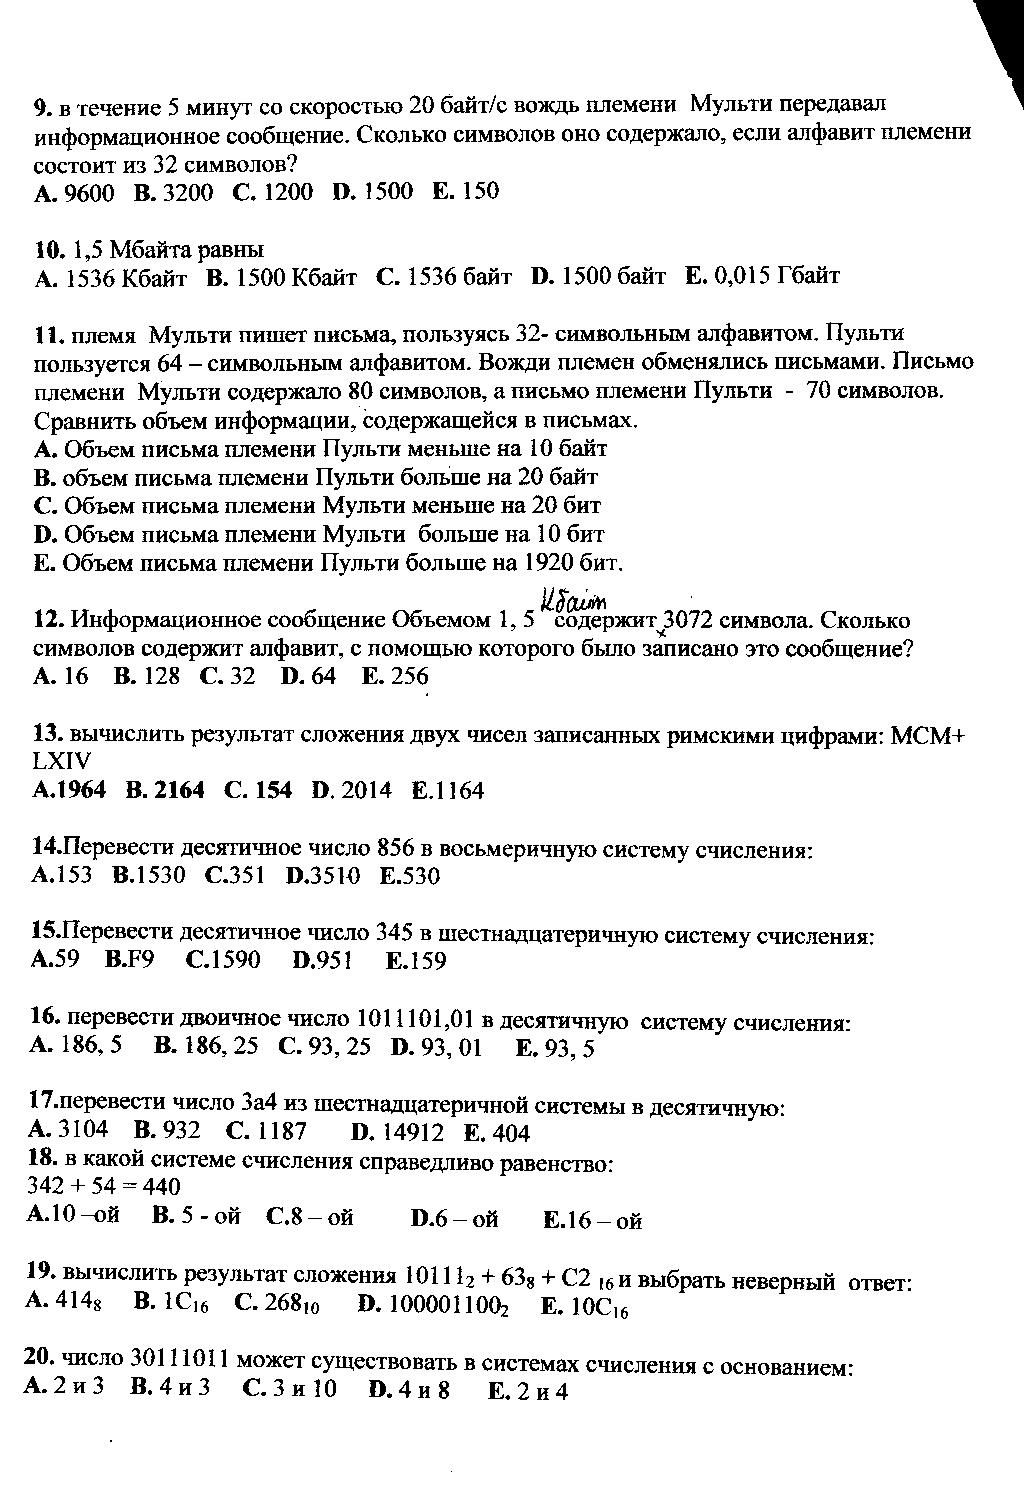 9. в течение 5 минут со скоростью 20 байт/с вождь племени Мульти передавал
информационное сообщение. Сколько символов оно содержало, если алфавит племени
состоит из 32 символов?
A. 9600 B. 3200 C. 1200 D. 1500 E. 150
10. 1,5 Мбайта равны
A. 1536 Кбайт B. 1500 Кбайт C. 1536 байт D. 1500 байт E. 0,015 Гбайт
11. племя Мульти пишет письма, пользуясь 32- символьным алфавитом. Пульти
пользуется 64 – символьным алфавитом. Вожди племен обменялись письмами. Письмо
племени Мульти содержало 80 символов, а письмо племени Пульти - 70 символов.
Сравнить объем информации, содержащейся в письмах.
A. Объем письма племени Пульти меньше на 10 байт
B. объем письма племени Пульти больше на 20 байт
C. Объем письма племени Мульти меньше на 20 бит
D. Объем письма племени Мульти больше на 10 бит
E. Объем письма племени Пульти больше на 1920 бит.
Кбайт
12. Информационное сообщение Объемом 1, 5 содержит 3072 символа. Сколько
символов содержит алфавит, с помощью которого было записано это сообщение?
A. 16 B. 128 C. 32 D. 64 E. 256
13. вычислить результат сложения двух чисел записанных римскими цифрами: MCM+
LXIV
A.1964 B. 2164 C. 154 D. 2014 E.1164
14.Перевести десятичное число 856 в восьмеричную систему счисления:
A.153 B.1530 C.351 D.3510 E.530
15.Перевести десятичное число 345 в шестнадцатеричную систему счисления:
A.59 B.F9 C.1590 D.951 E.159
16. перевести двоичное число 1011101,01 в десятичную систему счисления:
A. 186, 5 B. 186, 25 C. 93, 25 D. 93, 01 E. 93, 5
17.перевести число 3а4 из шестнадцатеричной системы в десятичную:
A. 3104 B. 932 C. 1187 D. 14912 E. 404
18. в какой системе счисления справедливо равенство:
342 + 54 = 440
A.10 –ой B. 5 - ой C.8 – ой D.6 – ой E.16 – ой
19. вычислить результат сложения 10111₂ + 63₈ + C2 ₁₆ и выбрать неверный ответ:
A. 414₈ B. 1C₁₆ C. 268₁₀ D. 100001100₂ E. 10C₁₆
20. число 30111011 может существовать в системах счисления с основанием:
A. 2 и 3 B. 4 и 3 C. 3 и 10 D. 4 и 8 E. 2 и 4